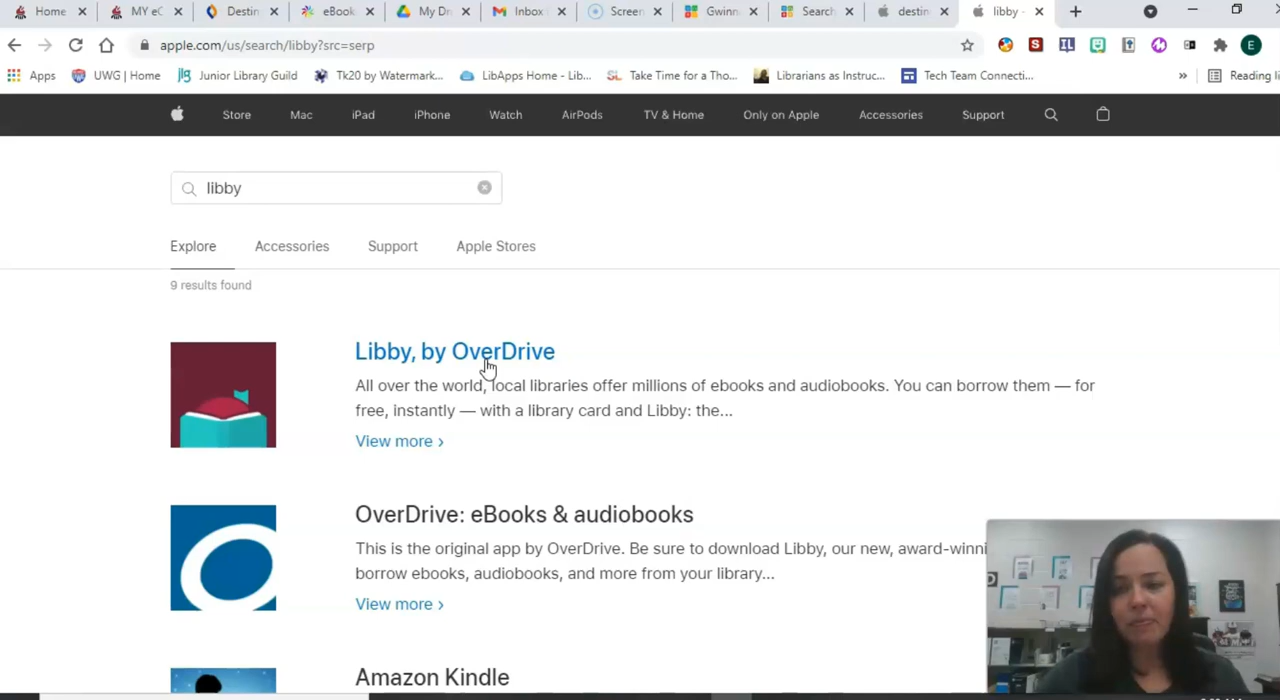 Home MY eC Destin eBook My Dr Inbox Screen Gwinn Search destin libby -
apple.com/us/search/libby?src=serp E
Apps UWG | Home Junior Library Guild Tk20 by Watermark... LibApps Home - Lib... Take Time for a Tho... Librarians as Instruc... Tech Team Connecti... » Reading li
Store Mac iPad iPhone Watch AirPods TV & Home Only on Apple Accessories Support
libby
Explore Accessories Support Apple Stores
9 results found
Libby, by OverDrive
All over the world, local libraries offer millions of ebooks and audiobooks. You can borrow them — for
free, instantly — with a library card and Libby: the...
View more ›
OverDrive: eBooks & audiobooks
This is the original app by OverDrive. Be sure to download Libby, our new, award-winni
borrow ebooks, audiobooks, and more from your library...
View more ›
Amazon Kindle